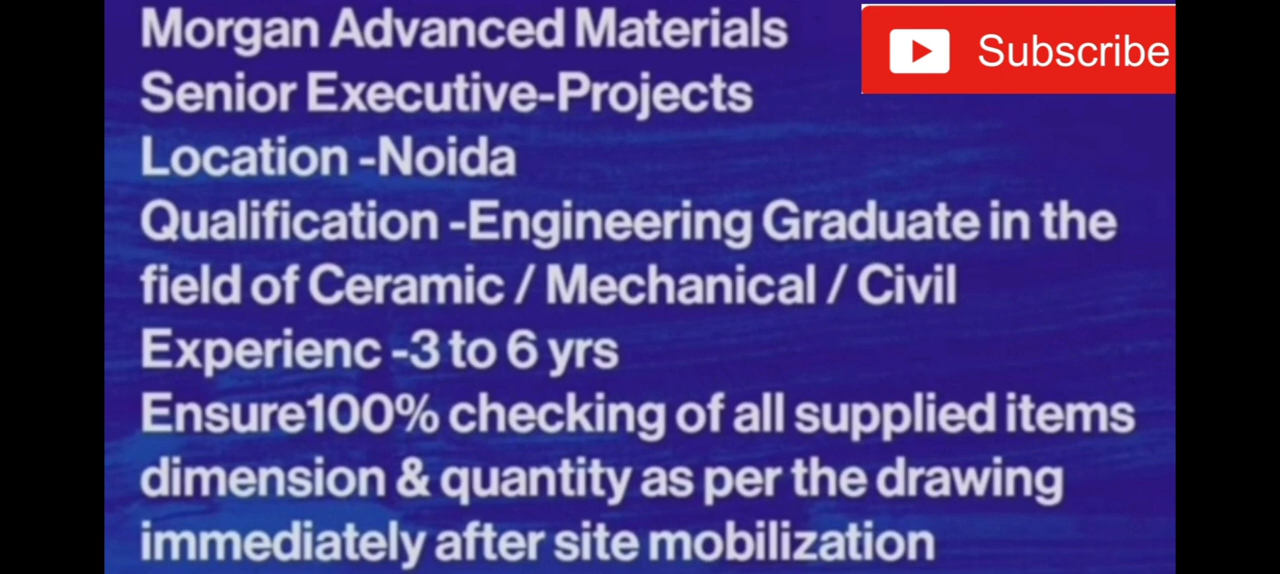 Morgan Advanced Materials
Subscribe
Senior Executive-Projects
Location -Noida
Qualification -Engineering Graduate in the
field of Ceramic / Mechanical / Civil
Experienc -3 to 6 yrs
Ensure100% checking of all supplied items
dimension & quantity as per the drawing
immediately after site mobilization